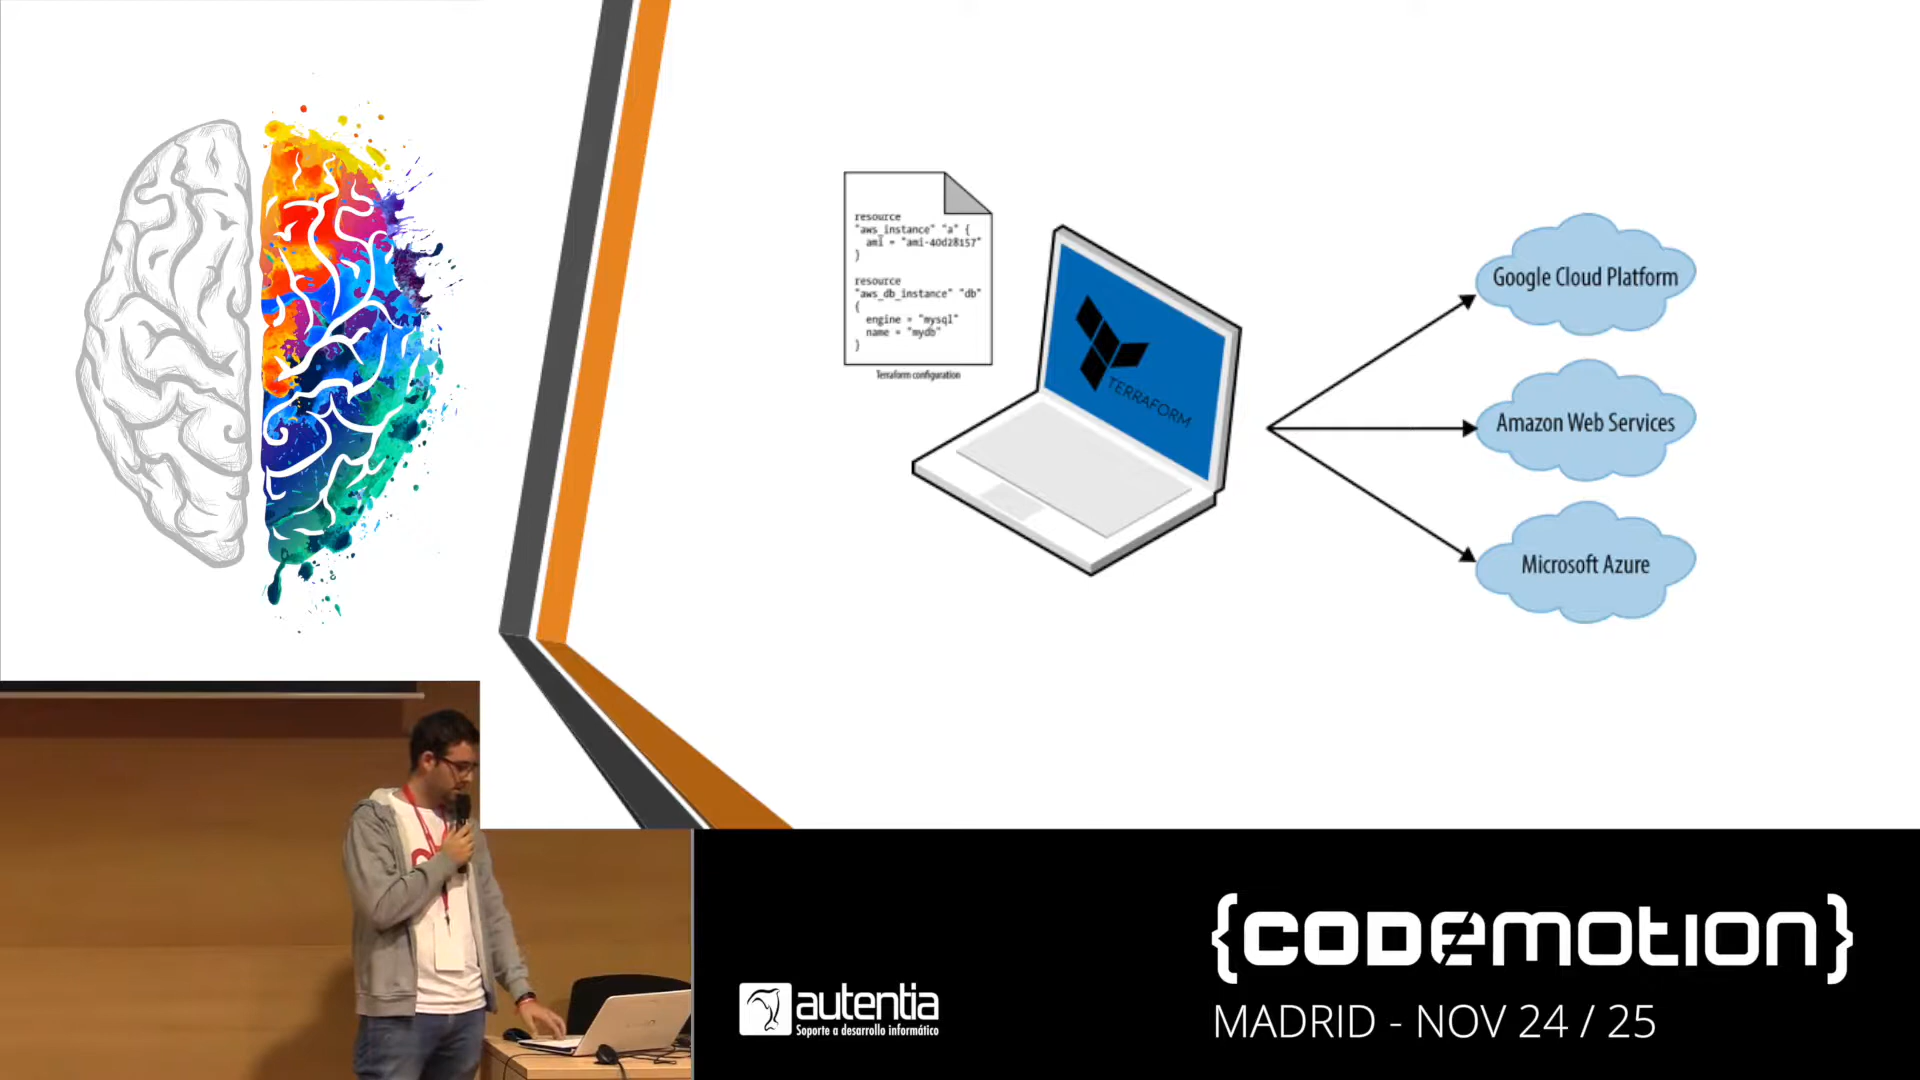 resource
"aws_instance" "a" {
ami = "ami-40d28157"
}
resource
"aws_db_instance" "db"
{
engine = "mysql"
name = "mydb"
}
Terraform configuration
TERRAFORM
Google Cloud Platform
Amazon Web Services
Microsoft Azure
autentia
Soporte a desarrollo informático
{CODEMOTION}
MADRID - NOV 24 / 25